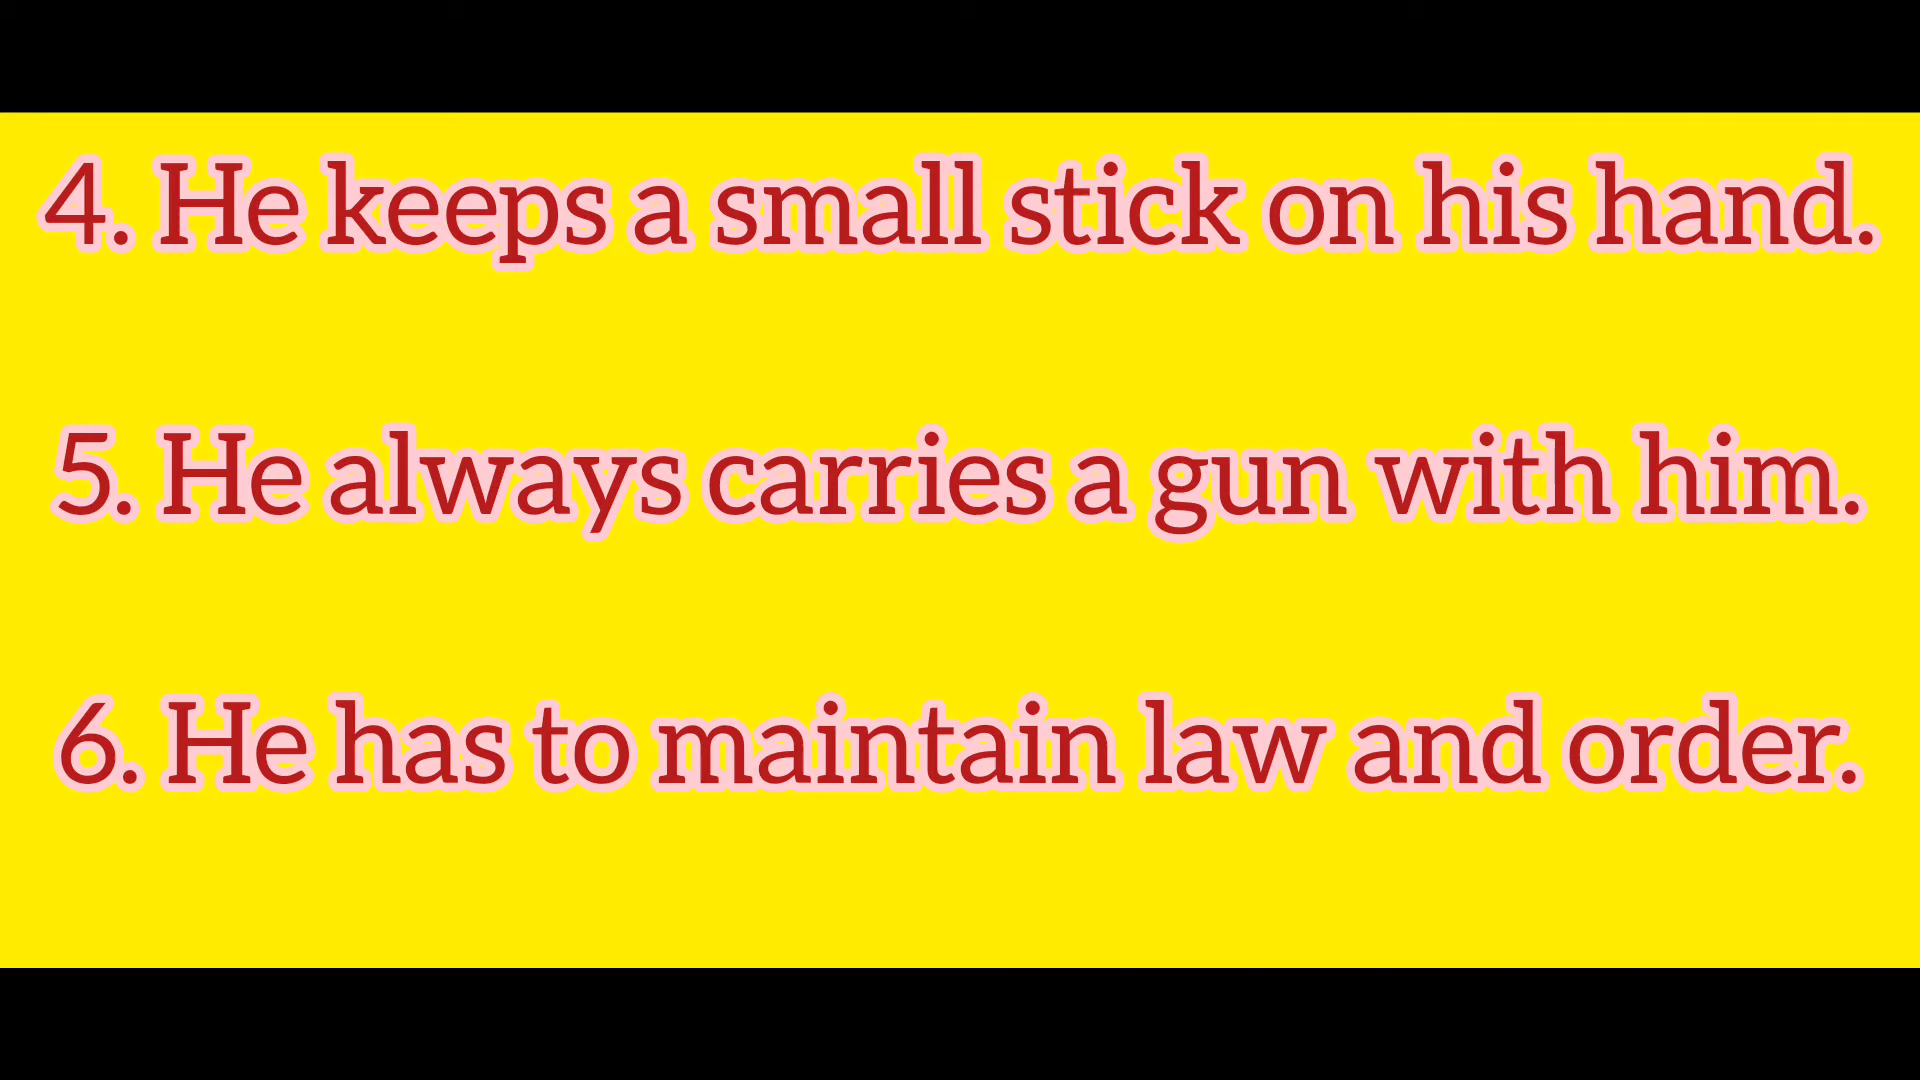 4. He keeps a small stick on his hand.
5. He always carries a gun with him.
6. He has to maintain law and order.